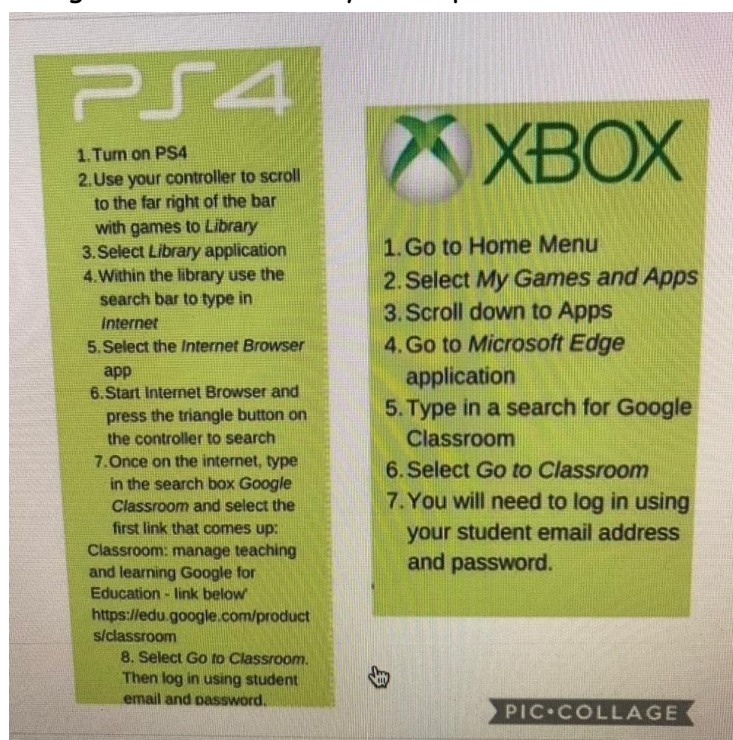 PS4
1. Turn on PS4
2. Use your controller to scroll
to the far right of the bar
with games to Library
3. Select Library application
4. Within the library use the
search bar to type in
Internet
5. Select the Internet Browser
app
6. Start Internet Browser and
press the triangle button on
the controller to search
7. Once on the internet, type
in the search box Google
Classroom and select the
first link that comes up:
Classroom: manage teaching
and learning Google for
Education - link below'
https://edu.google.com/product
s/classroom
8. Select Go to Classroom.
Then log in using student
email and password.
XBOX
1. Go to Home Menu
2. Select My Games and Apps
3. Scroll down to Apps
4. Go to Microsoft Edge
application
5. Type in a search for Google
Classroom
6. Select Go to Classroom
7. You will need to log in using
your student email address
and password.
PIC•COLLAGE